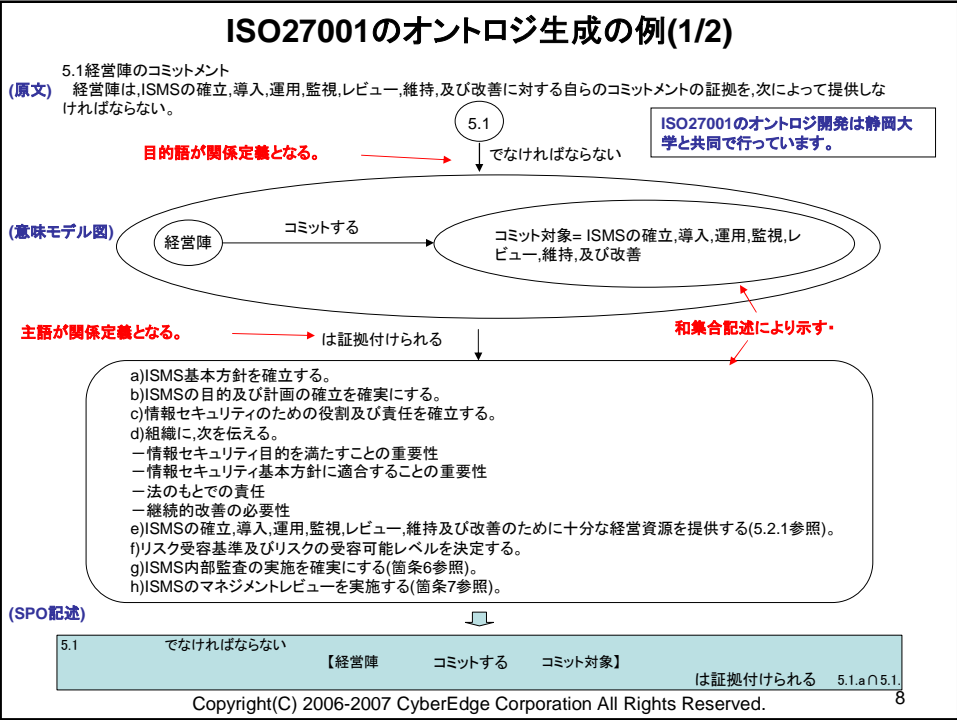 ISO27001のオントロジ生成の例(1/2)
5.1経営陣のコミットメント
(原文) 経営陣は,ISMSの確立,導入,運用,監視,レビュー,維持,及び改善に対する自らのコミットメントの証拠を,次によって提供しな
ければならない。
5.1
ISO27001のオントロジ開発は静岡大
学と共同で行っています。
目的語が関係定義となる。
でなければならない
(意味モデル図)
経営陣
コミットする
コミット対象= ISMSの確立,導入,運用,監視,レ
ビュー,維持,及び改善
主語が関係定義となる。
は証拠付けられる
和集合記述により示す・
a)ISMS基本方針を確立する。
b)ISMSの目的及び計画の確立を確実にする。
c)情報セキュリティのための役割及び責任を確立する。
d)組織に,次を伝える。
－情報セキュリティ目的を満たすことの重要性
－情報セキュリティ基本方針に適合することの重要性
－法のもとでの責任
－継続的改善の必要性
e)ISMSの確立,導入,運用,監視,レビュー,維持及び改善のために十分な経営資源を提供する(5.2.1参照)。
f)リスク受容基準及びリスクの受容可能レベルを決定する。
g)ISMS内部監査の実施を確実にする(箇条6参照)。
h)ISMSのマネジメントレビューを実施する(箇条7参照)。
(SPO記述)
5.1 でなければならない
【経営陣 コミットする コミット対象】
は証拠付けられる 5.1.a∩5.1.
Copyright(C) 2006-2007 CyberEdge Corporation All Rights Reserved.
8